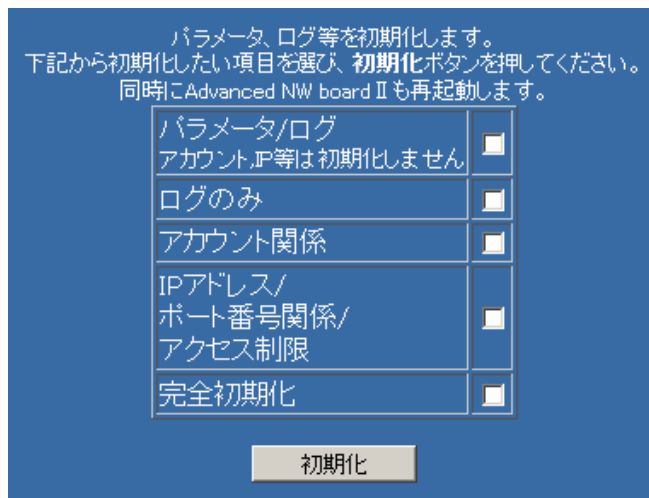 パラメータ、ログ等を初期化します。
下記から初期化したい項目を選び、初期化ボタンを押してください。
同時にAdvanced NW boardⅡも再起動します。
パラメータ/ログ
アカウント,IP等は初期化しません
ログのみ
アカウント関係
IPアドレス/
ポート番号関係/
アクセス制限
完全初期化
初期化